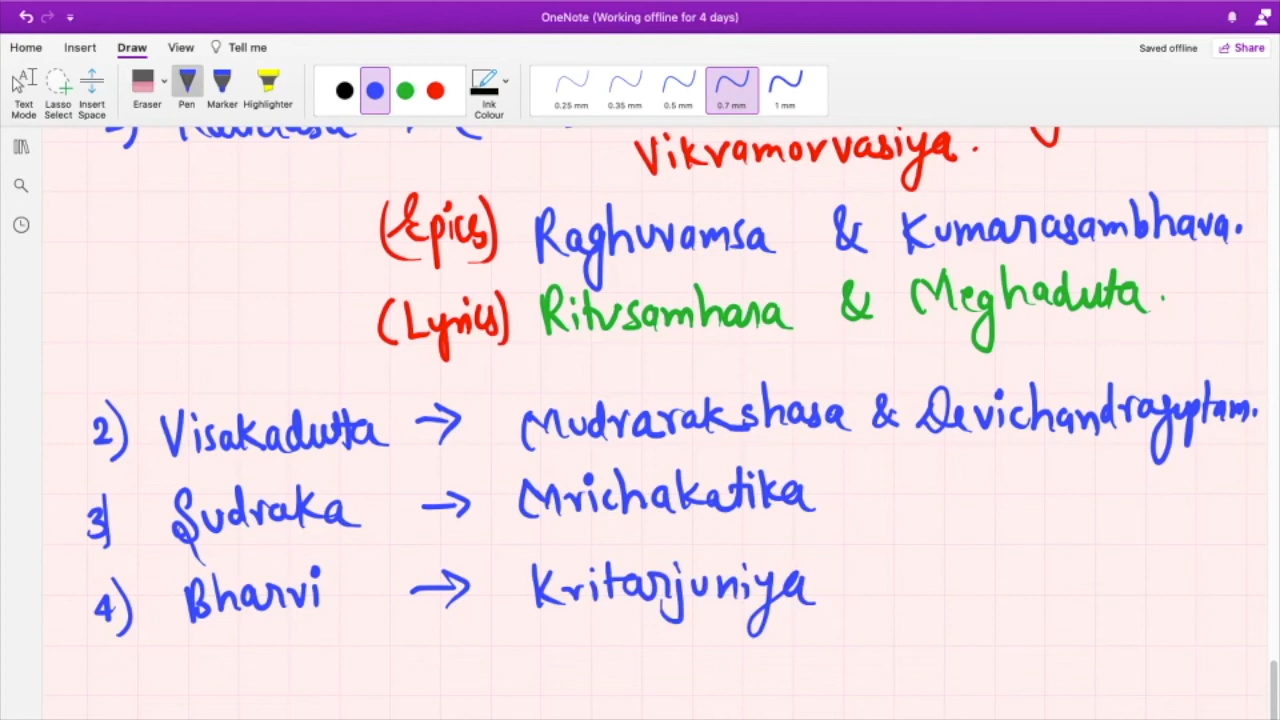 OneNote (Working offline for 4 days)
Home Insert Draw View Tell me Saved offline Share
Text Mode Lasso Select Insert Space Eraser Pen Marker Highlighter Ink Colour 0.25 mm 0.35 mm 0.5 mm 0.7 mm 1 mm
Vikramorvasiya.
(Epics) Raghuvamsa & Kumarasambhava.
(Lyrics) Ritusamhara & Meghaduta.
2) Visakadutta → Mudrarakshasa & Devichandraguptam.
3) Sudraka → Mrichakatika
4) Bharvi → Kritarjuniya